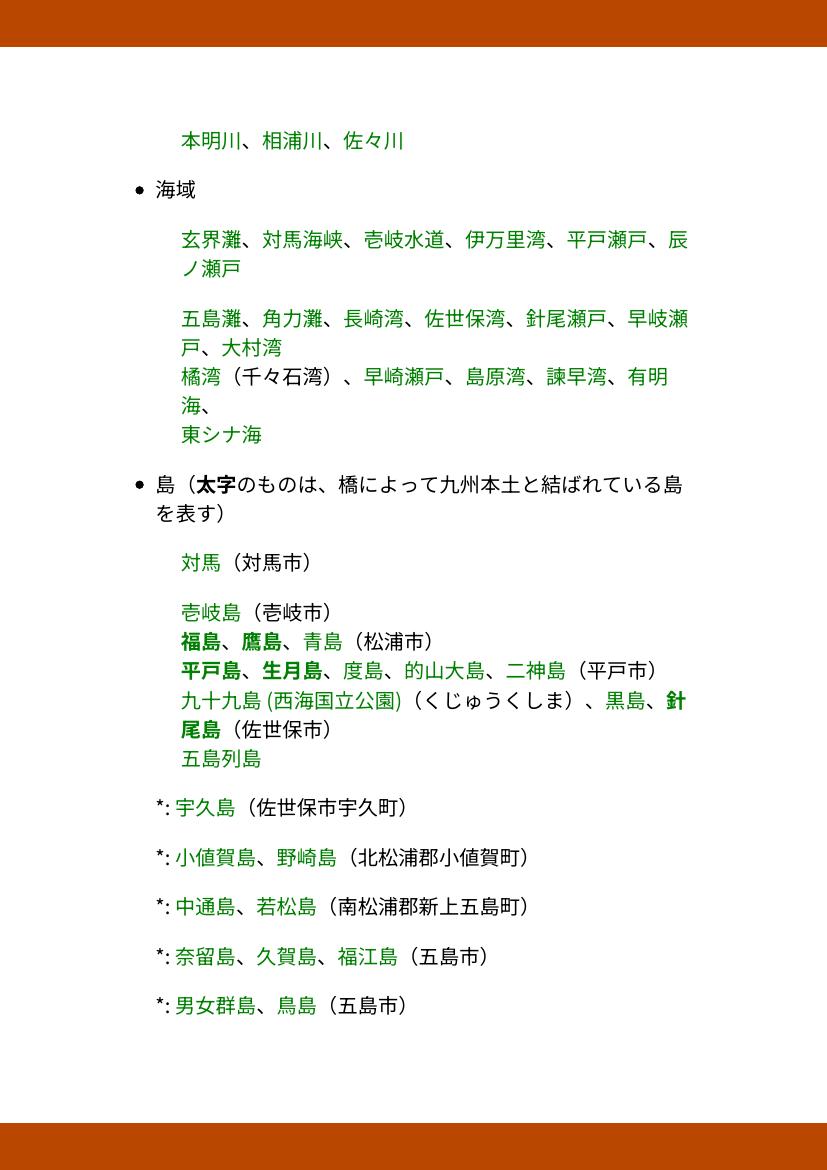 本明川、相浦川、佐々川
● 海域
玄界灘、対馬海峡、壱岐水道、伊万里湾、平戸瀬戸、辰
ノ瀬戸
五島灘、角力灘、長崎湾、佐世保湾、針尾瀬戸、早岐瀬
戸、大村湾
橘湾（千々石湾）、早崎瀬戸、島原湾、諫早湾、有明
海、
東シナ海
● 島（太字のものは、橋によって九州本土と結ばれている島
を表す）
対馬（対馬市）
壱岐島（壱岐市）
福島、鷹島、青島（松浦市）
平戸島、生月島、度島、的山大島、二神島（平戸市）
九十九島 (西海国立公園)（くじゅうくしま）、黒島、針
尾島（佐世保市）
五島列島
*: 宇久島（佐世保市宇久町）
*: 小値賀島、野崎島（北松浦郡小値賀町）
*: 中通島、若松島（南松浦郡新上五島町）
*: 奈留島、久賀島、福江島（五島市）
*: 男女群島、鳥島（五島市）